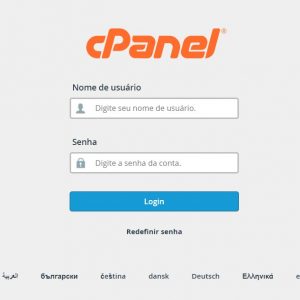 cPanel®
Nome de usuário
Digite seu nome de usuário.
Senha
Digite a senha da conta.
Login
Redefinir senha
العربية български čeština dansk Deutsch Ελληνικά e